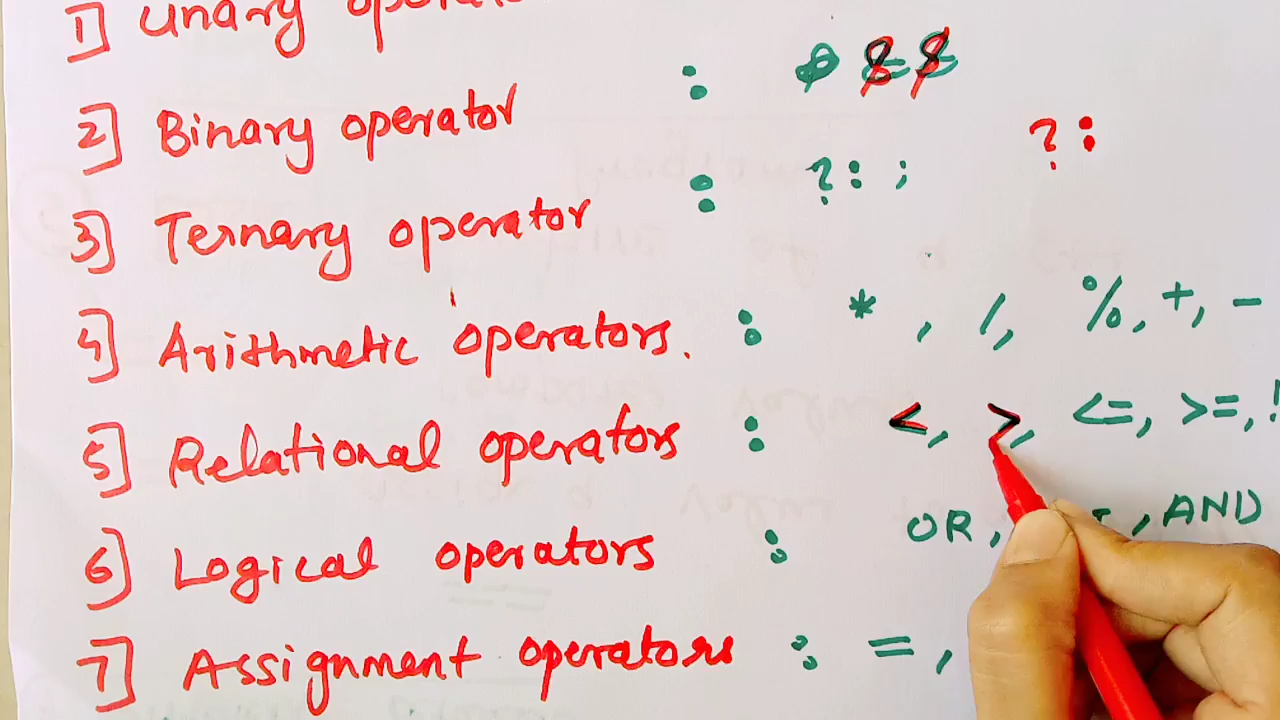 1] Unary
2] Binary operator :
?:
3] Ternary operator : ?: ;
4] Arithmetic operators. : * , /, %, +, -
5] Relational operators : <, >, <=, >=, !
6] Logical operators : OR, , AND
7] Assignment operators : =,